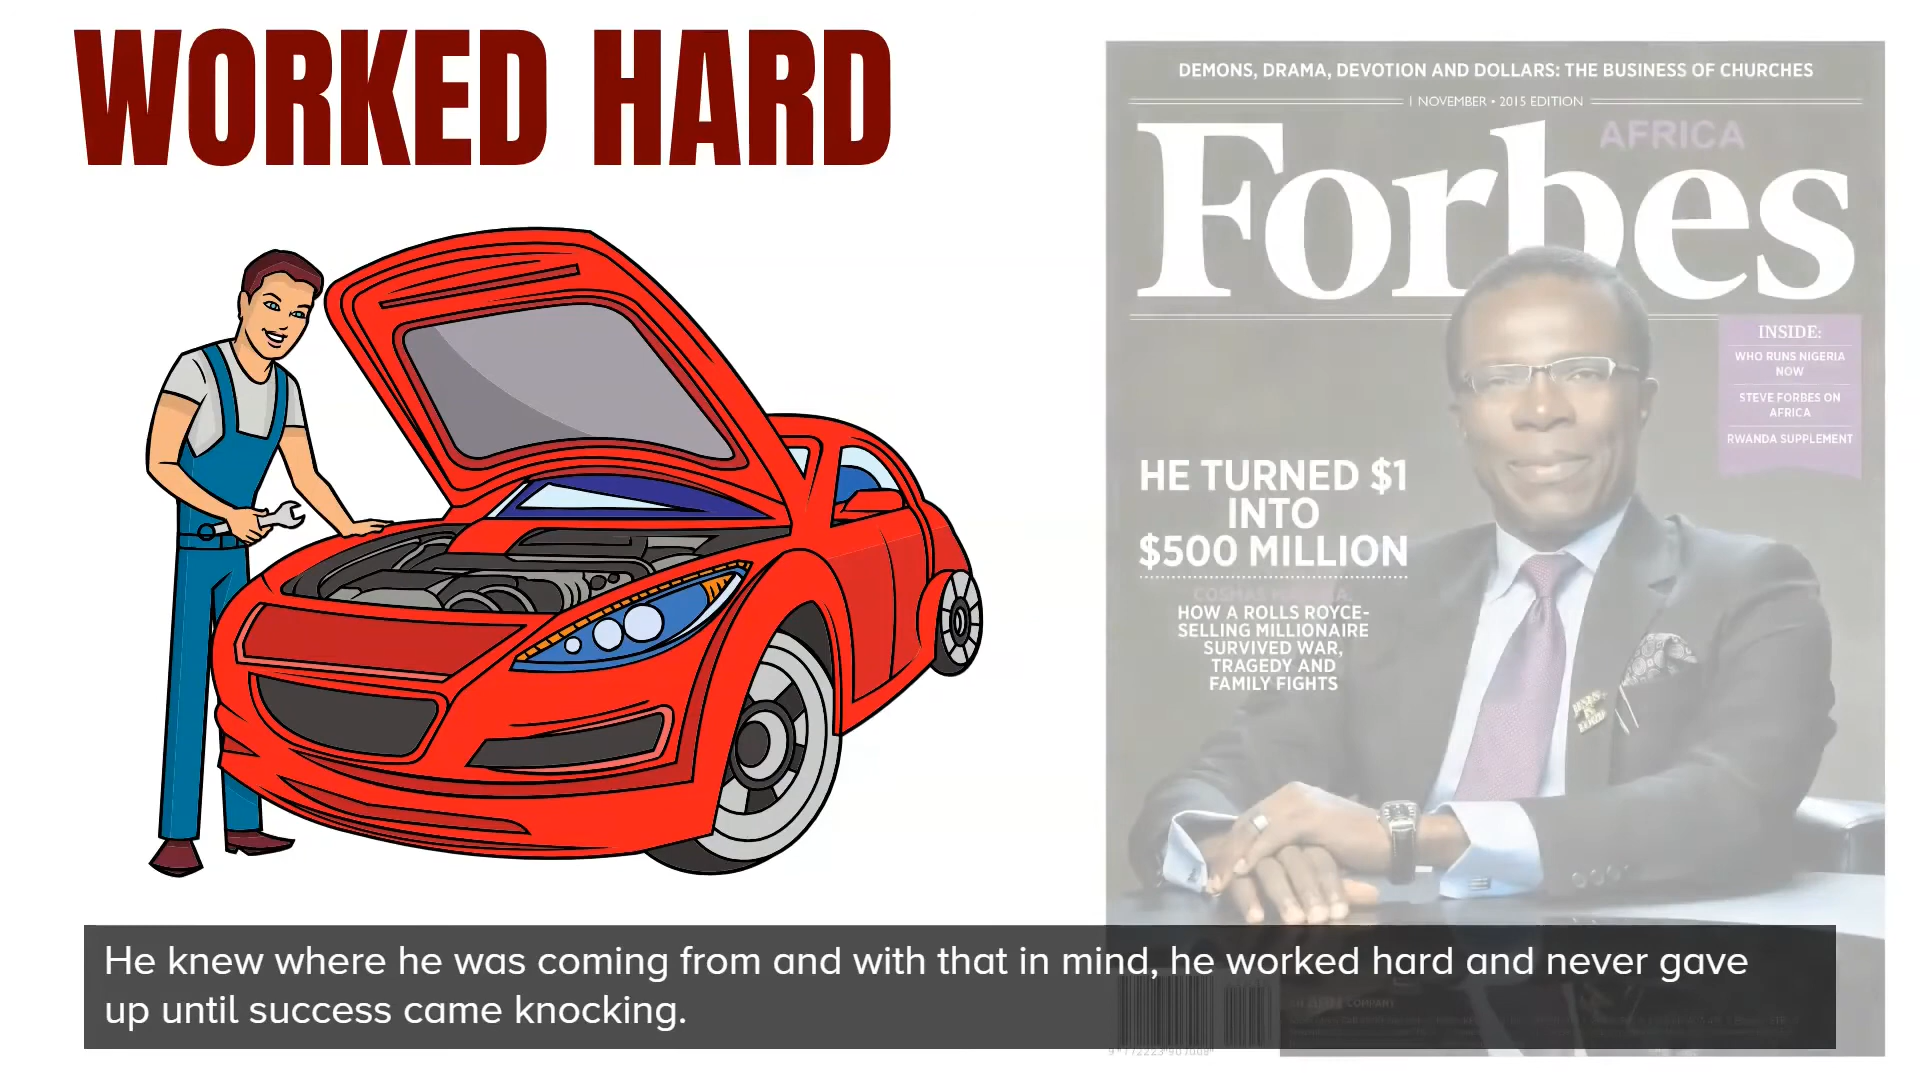 WORKED HARD
DEMONS, DRAMA, DEVOTION AND DOLLARS: THE BUSINESS OF CHURCHES
1 NOVEMBER • 2015 EDITION
AFRICA
Forbes
INSIDE:
WHO RUNS NIGERIA
NOW
STEVE FORBES ON
AFRICA
RWANDA SUPPLEMENT
HE TURNED $1
INTO
$500 MILLION
COSMAS
HOW A ROLLS ROYCE-
SELLING MILLIONAIRE
SURVIVED WAR,
TRAGEDY AND
FAMILY FIGHTS
He knew where he was coming from and with that in mind, he worked hard and never gave
up until success came knocking.